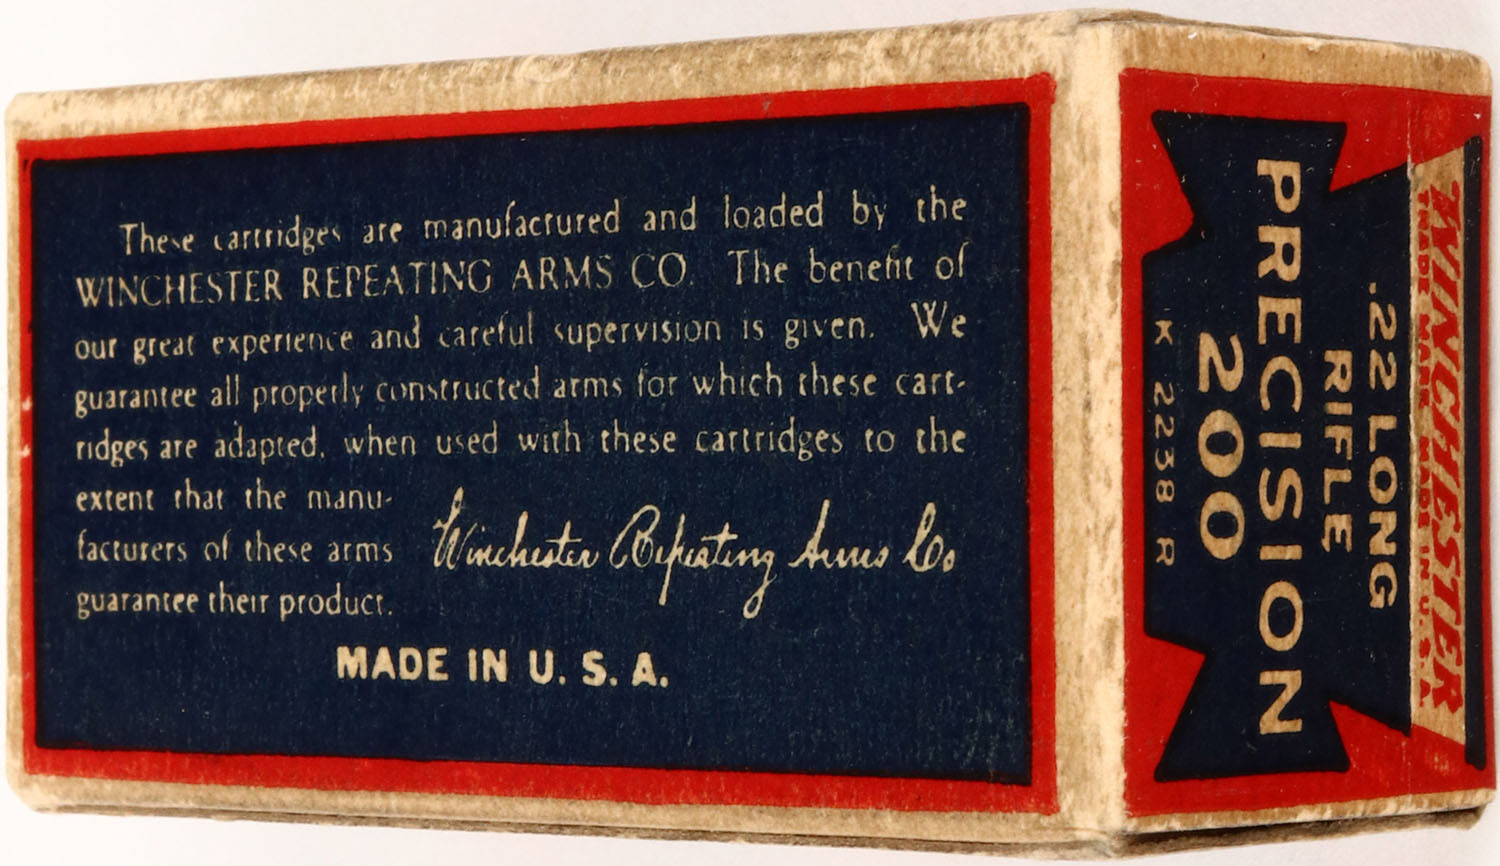 These cartridges are manufactured and loaded by the
WINCHESTER REPEATING ARMS CO. The benefit of
our great experience and careful supervision is given. We
guarantee all properly constructed arms for which these cart-
ridges are adapted, when used with these cartridges to the
extent that the manu-
facturers of these arms
guarantee their product.
Winchester Repeating Arms Co
MADE IN U. S. A.
WINCHESTER
TRADE MARK MADE IN U.S.A.
.22 LONG
RIFLE
PRECISION
200
K 2238 R